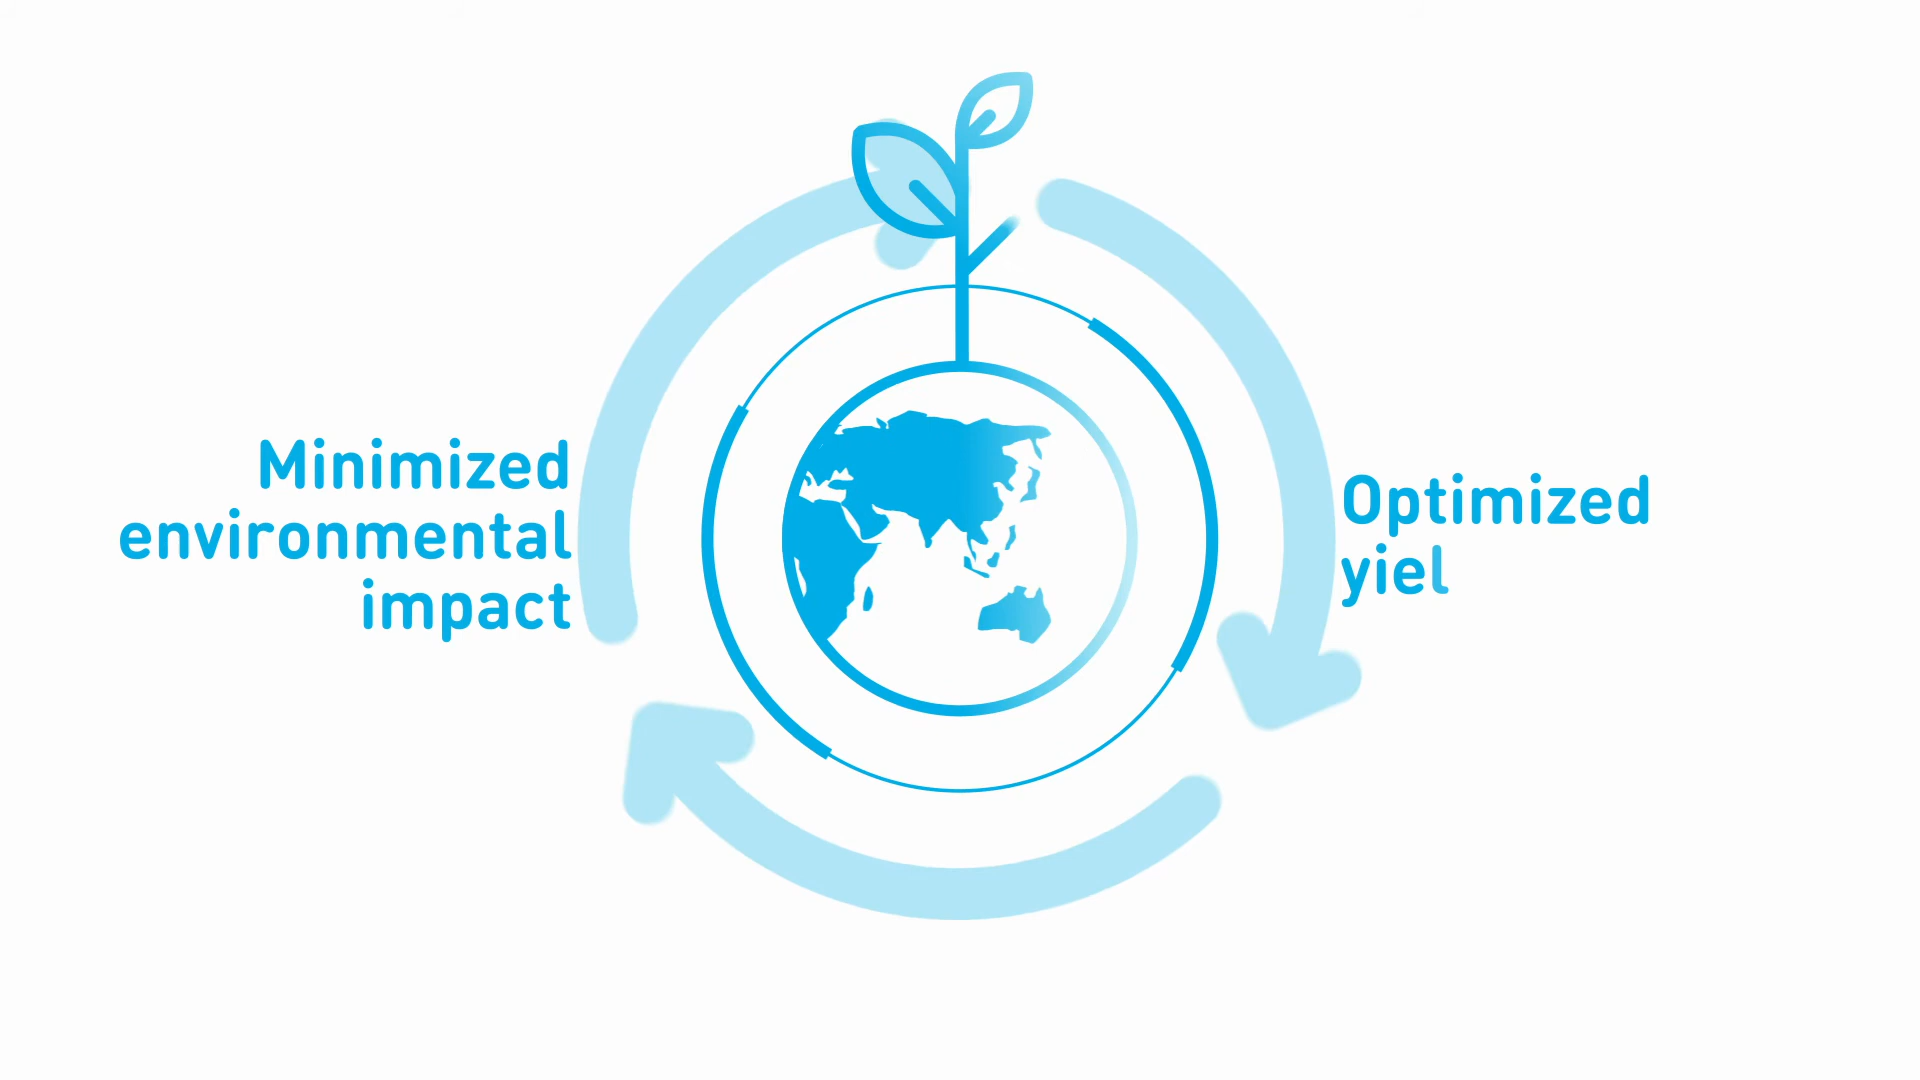 Minimized
environmental
impact
Optimized
yiel